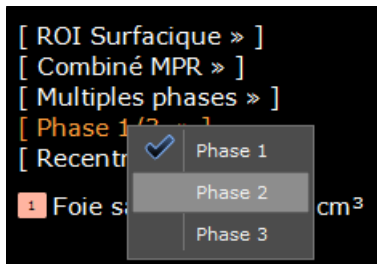 [ ROI Surfacique » ]
[ Combiné MPR » ]
[ Multiples phases » ]
[ Phase 1/3 » ]
Phase 1
[ Recentr
Phase 2
1 Foie sa cm³
Phase 3